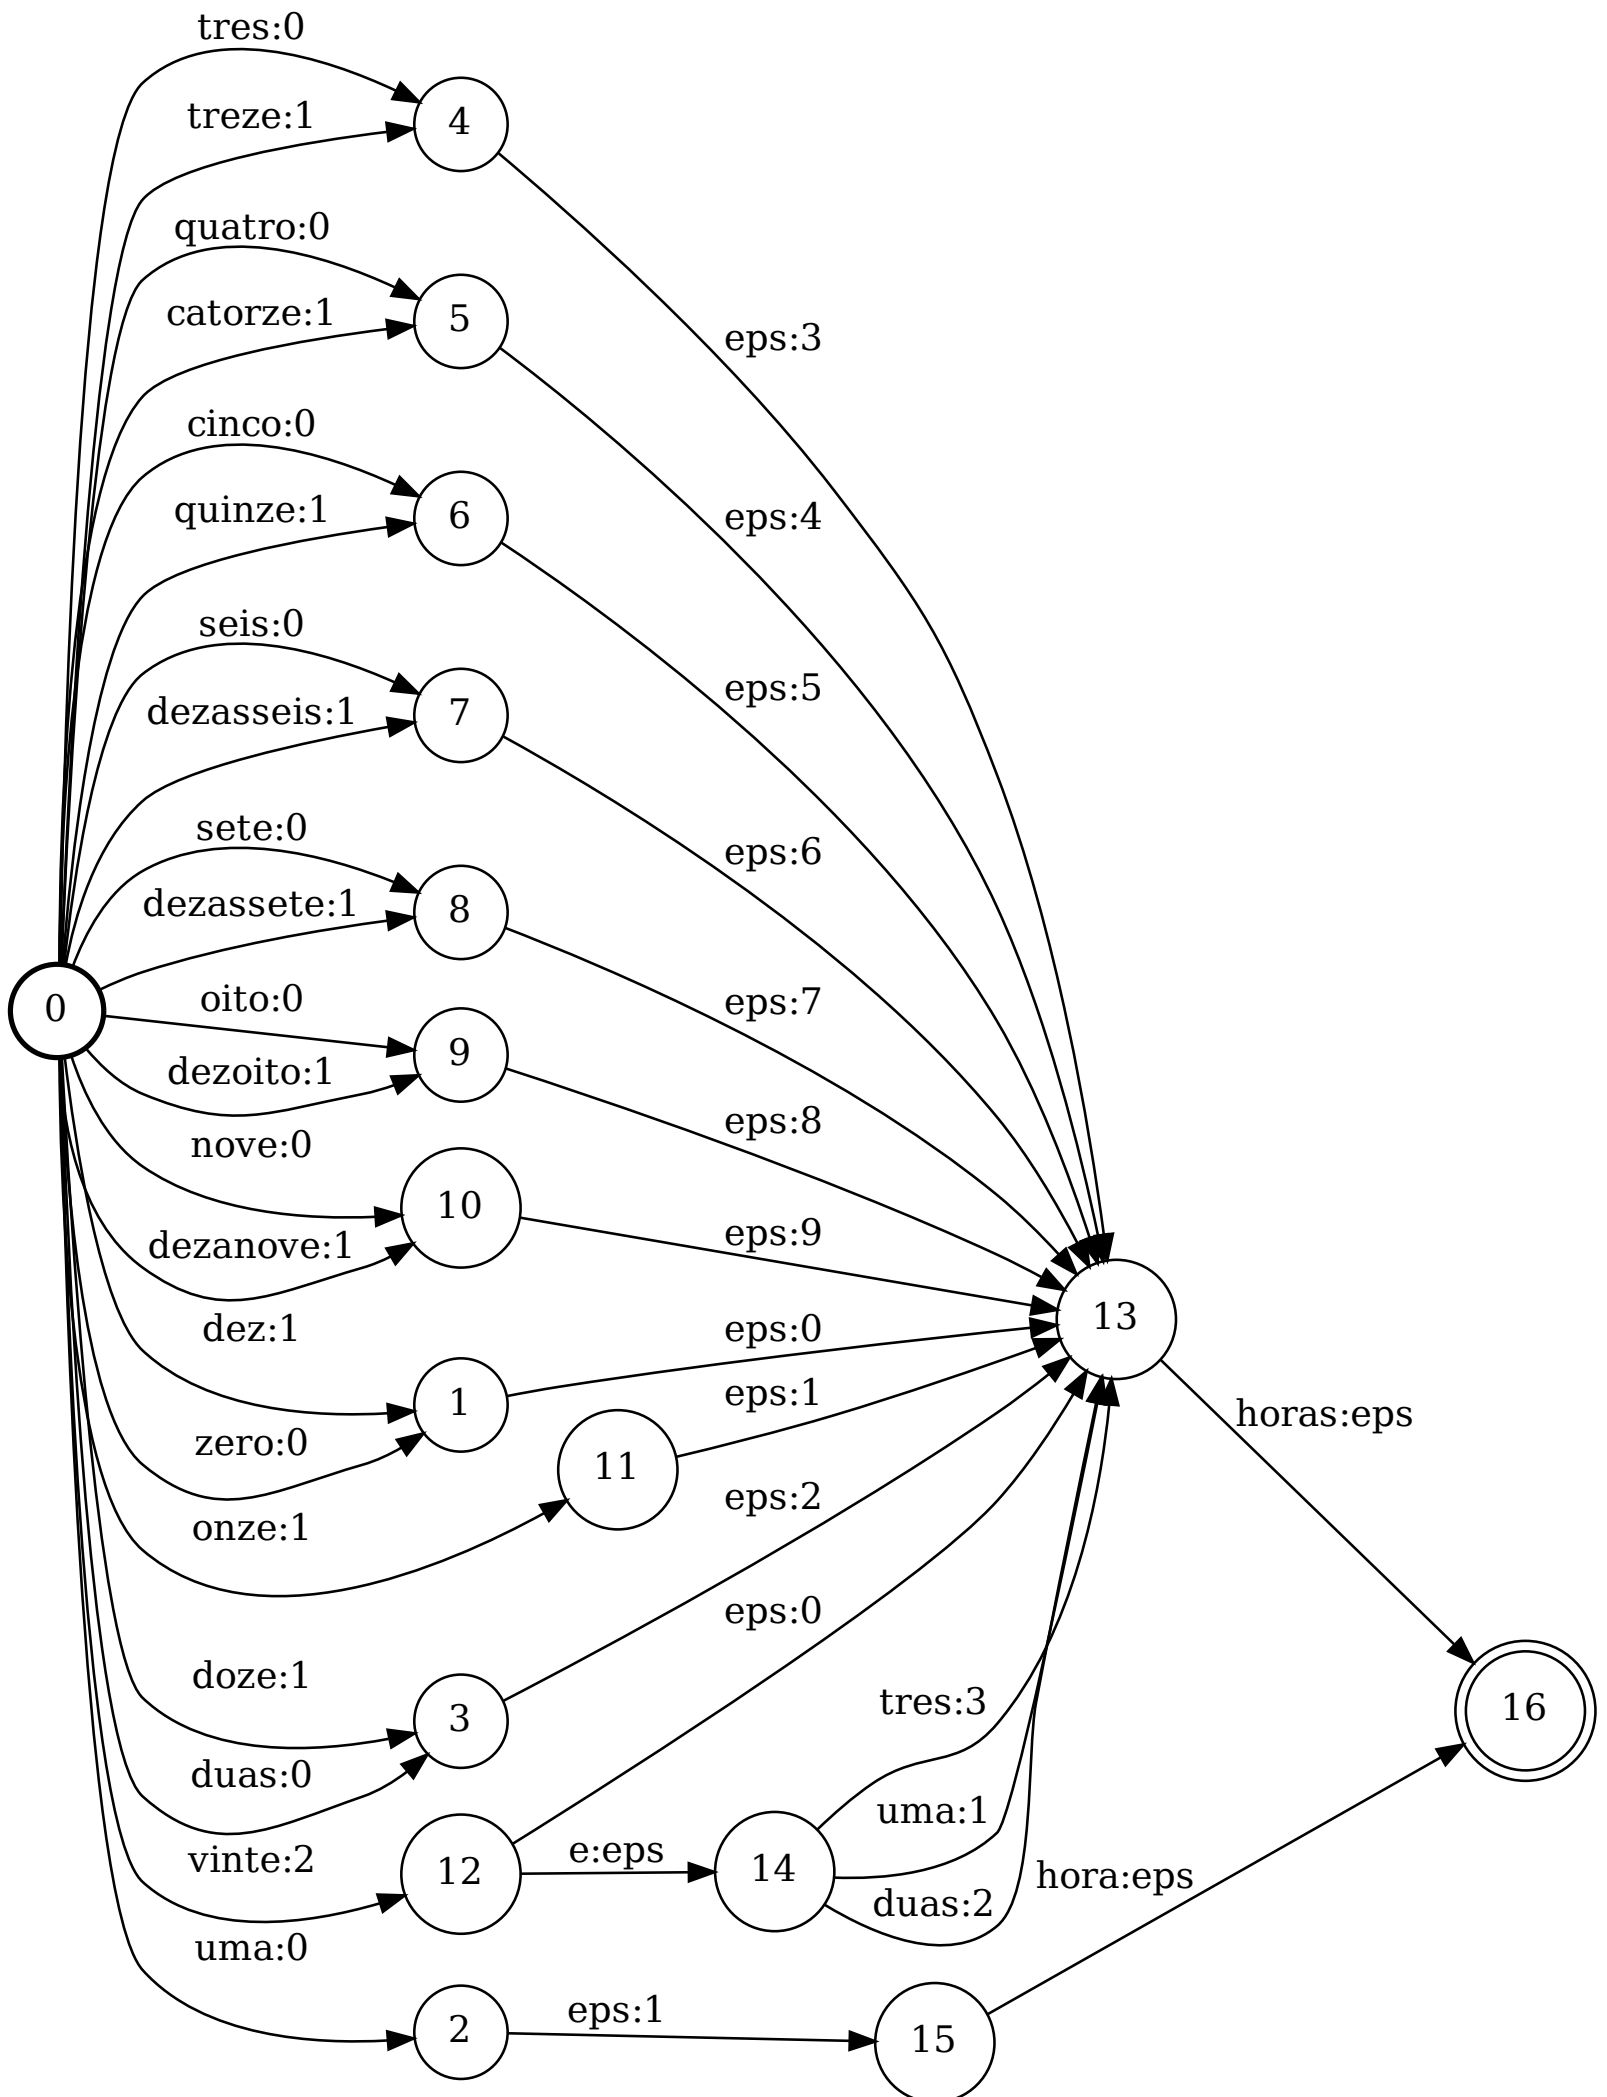 tres:0
treze:1
4
quatro:0
catorze:1
5
eps:3
cinco:0
quinze:1
6
eps:4
seis:0
dezasseis:1
7
eps:5
sete:0
dezassete:1
8
eps:6
0
oito:0
9
eps:7
dezoito:1
nove:0
eps:8
10
dezanove:1
eps:9
dez:1
eps:0
13
1
eps:1
horas:eps
zero:0
11
onze:1
eps:2
doze:1
3
eps:0
tres:3
16
duas:0
uma:1
vinte:2
12
e:eps
14
hora:eps
duas:2
uma:0
2
eps:1
15